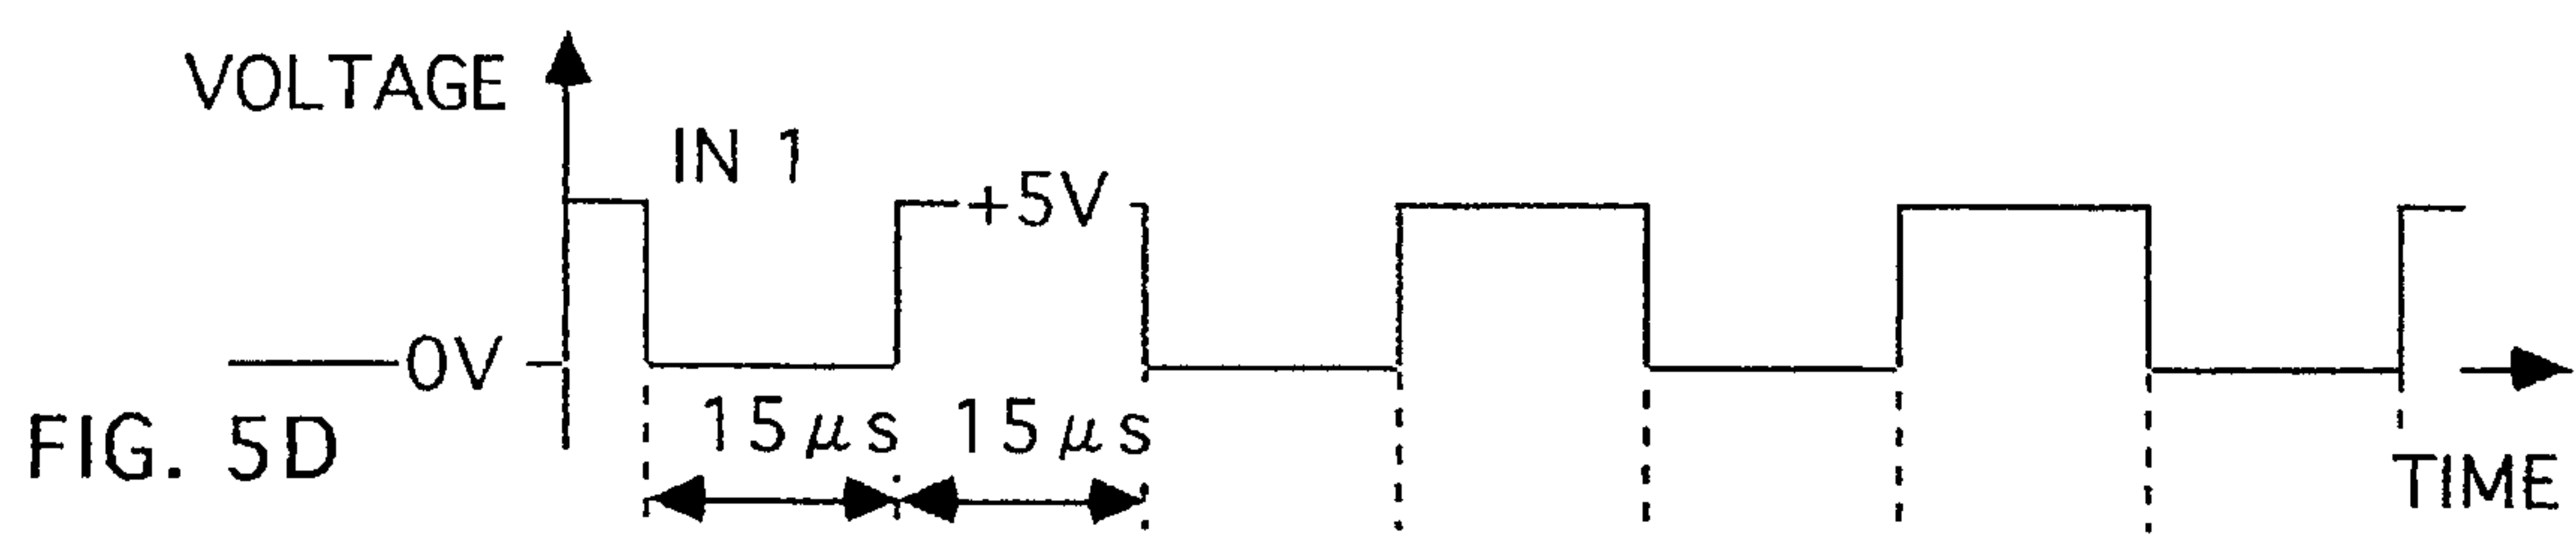 VOLTAGE
IN 1
+5V
0V
15μs 15μs
FIG. 5D
TIME